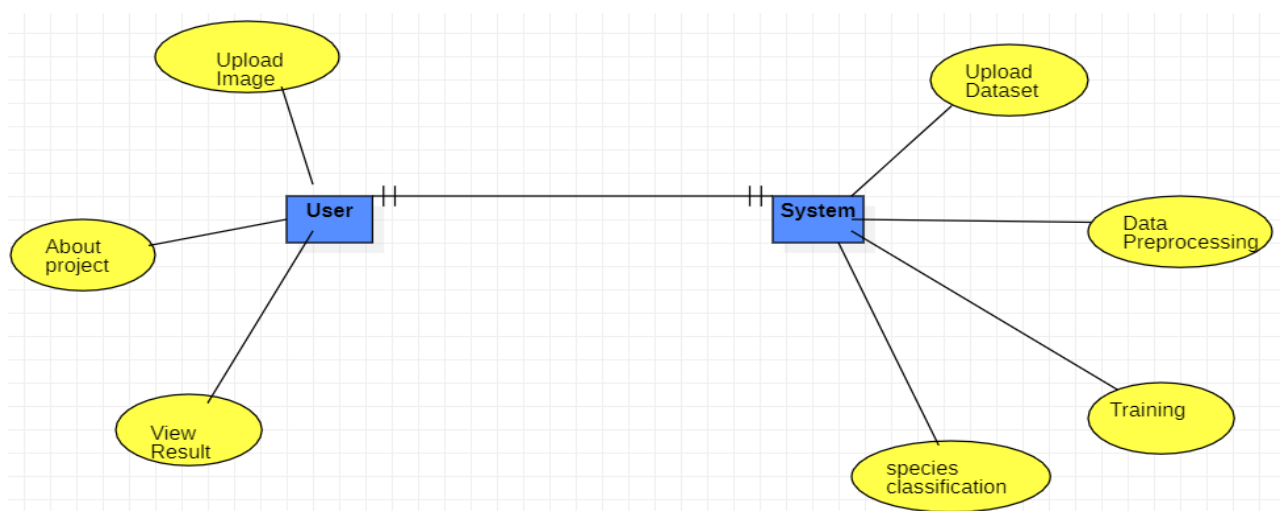 Upload
Image
Upload
Dataset
User
System
About
project
Data
Preprocessing
View
Result
Training
species
classification